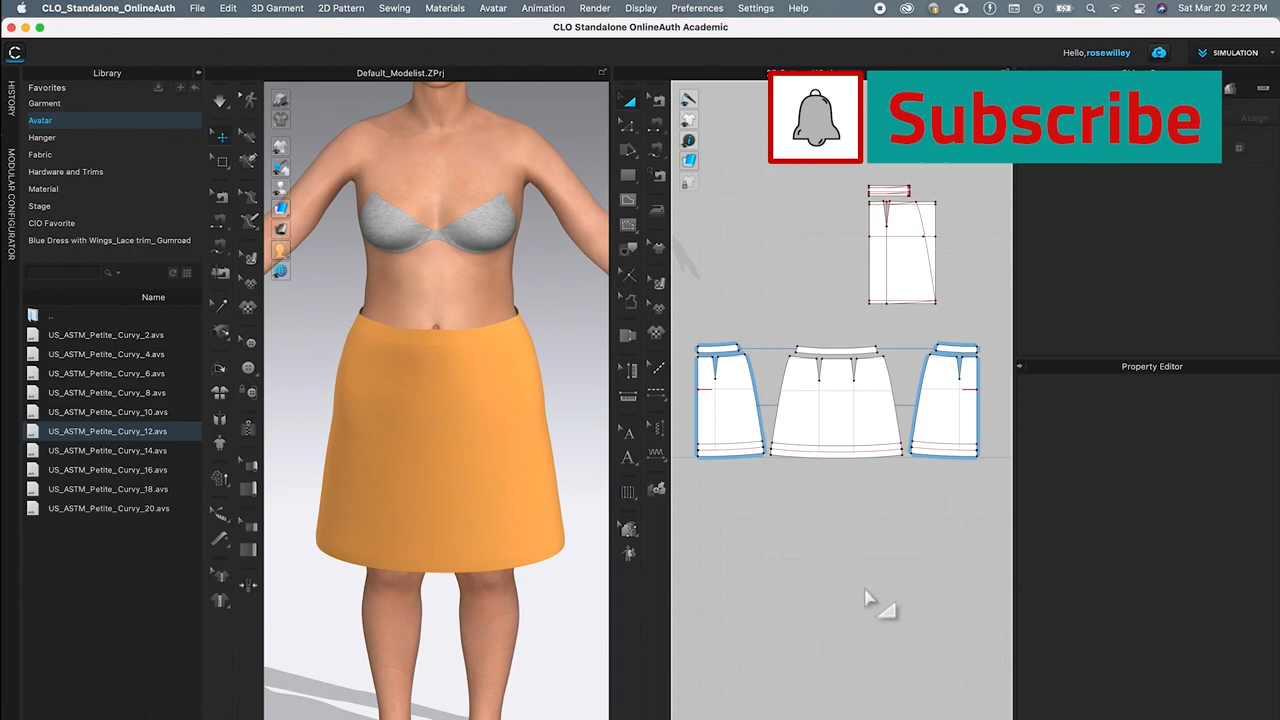 CLO_Standalone_OnlineAuth File Edit 3D Garment 2D Pattern Sewing Materials Avatar Animation Render Display Preferences Settings Help Sat Mar 20 2:22 PM
CLO Standalone OnlineAuth Academic
Hello, rosewilley SIMULATION
Library Default_Modelist.ZPrj
HISTORY
MODULAR CONFIGURATOR
Favorites
Garment
Avatar
Hanger
Fabric
Hardware and Trims
Material
Stage
ClO Favorite
Blue Dress with Wings_Lace trim_Gumroad
Name
..
US_ASTM_Petite_Curvy_2.avs
US_ASTM_Petite_Curvy_4.avs
US_ASTM_Petite_Curvy_6.avs
US_ASTM_Petite_Curvy_8.avs
US_ASTM_Petite_Curvy_10.avs
US_ASTM_Petite_Curvy_12.avs
US_ASTM_Petite_Curvy_14.avs
US_ASTM_Petite_Curvy_16.avs
US_ASTM_Petite_Curvy_18.avs
US_ASTM_Petite_Curvy_20.avs
Subscribe
Assign
Property Editor